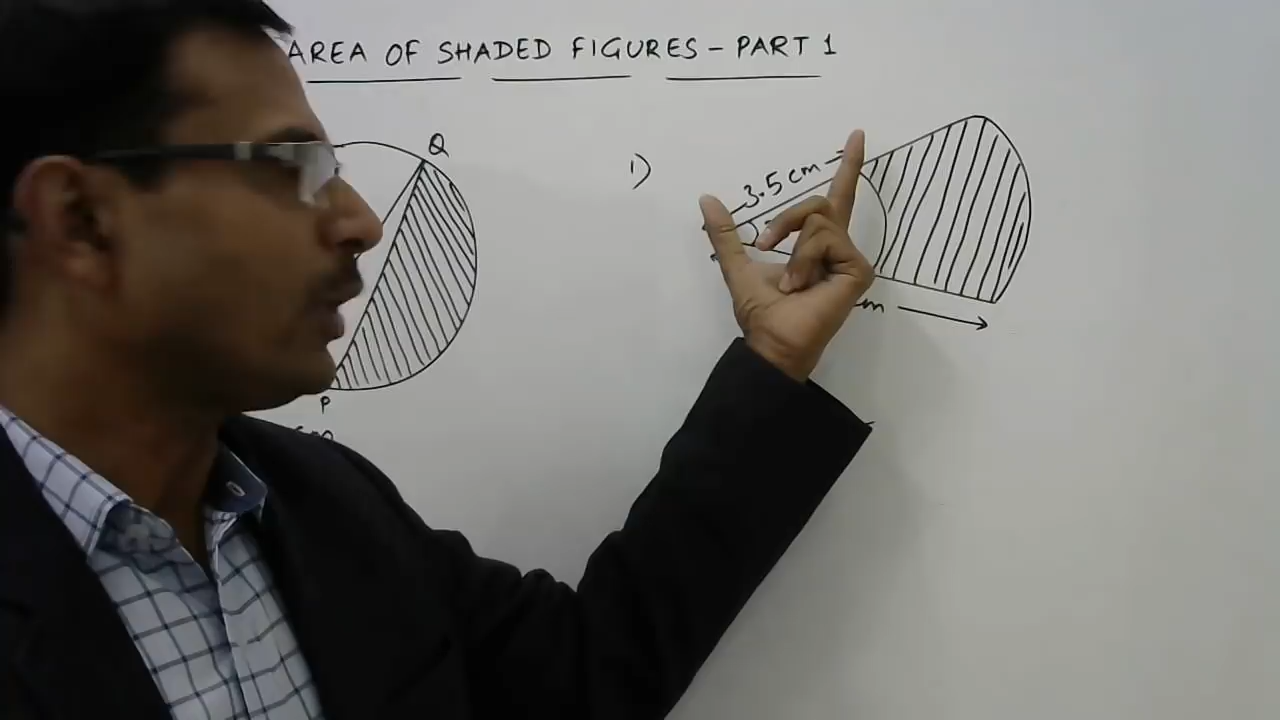 AREA OF SHADED FIGURES – PART 1
Q
1)
3.5 cm
P